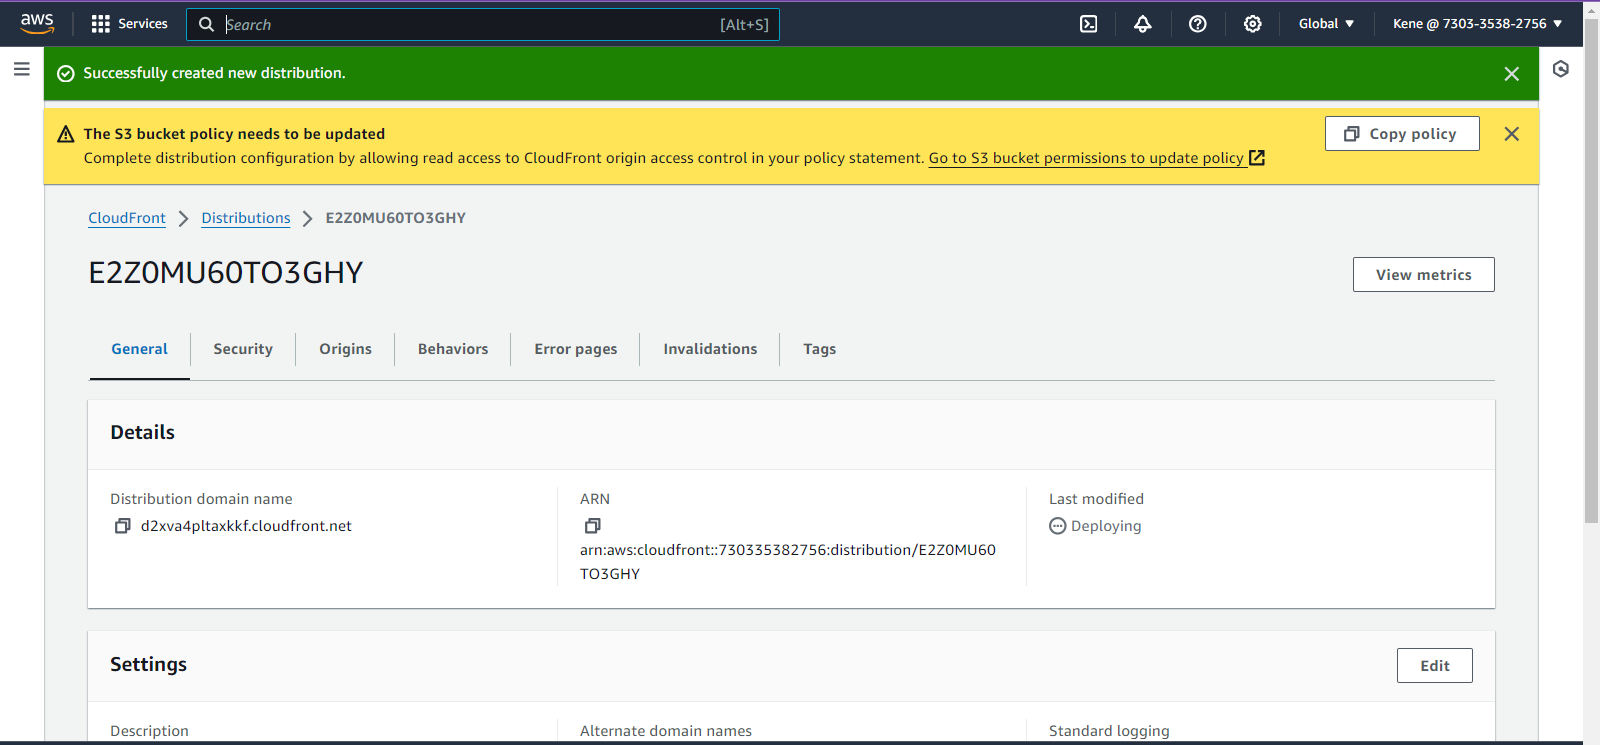 aws
Services
Search
[Alt+S]
Global
Kene @ 7303-3538-2756
Successfully created new distribution.
The S3 bucket policy needs to be updated
Complete distribution configuration by allowing read access to CloudFront origin access control in your policy statement. Go to S3 bucket permissions to update policy
Copy policy
CloudFront
Distributions
E2Z0MU60TO3GHY
E2Z0MU60TO3GHY
View metrics
General
Security
Origins
Behaviors
Error pages
Invalidations
Tags
Details
Distribution domain name
d2xva4pltaxkkf.cloudfront.net
ARN
arn:aws:cloudfront::730335382756:distribution/E2Z0MU60
TO3GHY
Last modified
Deploying
Settings
Edit
Description
Alternate domain names
Standard logging